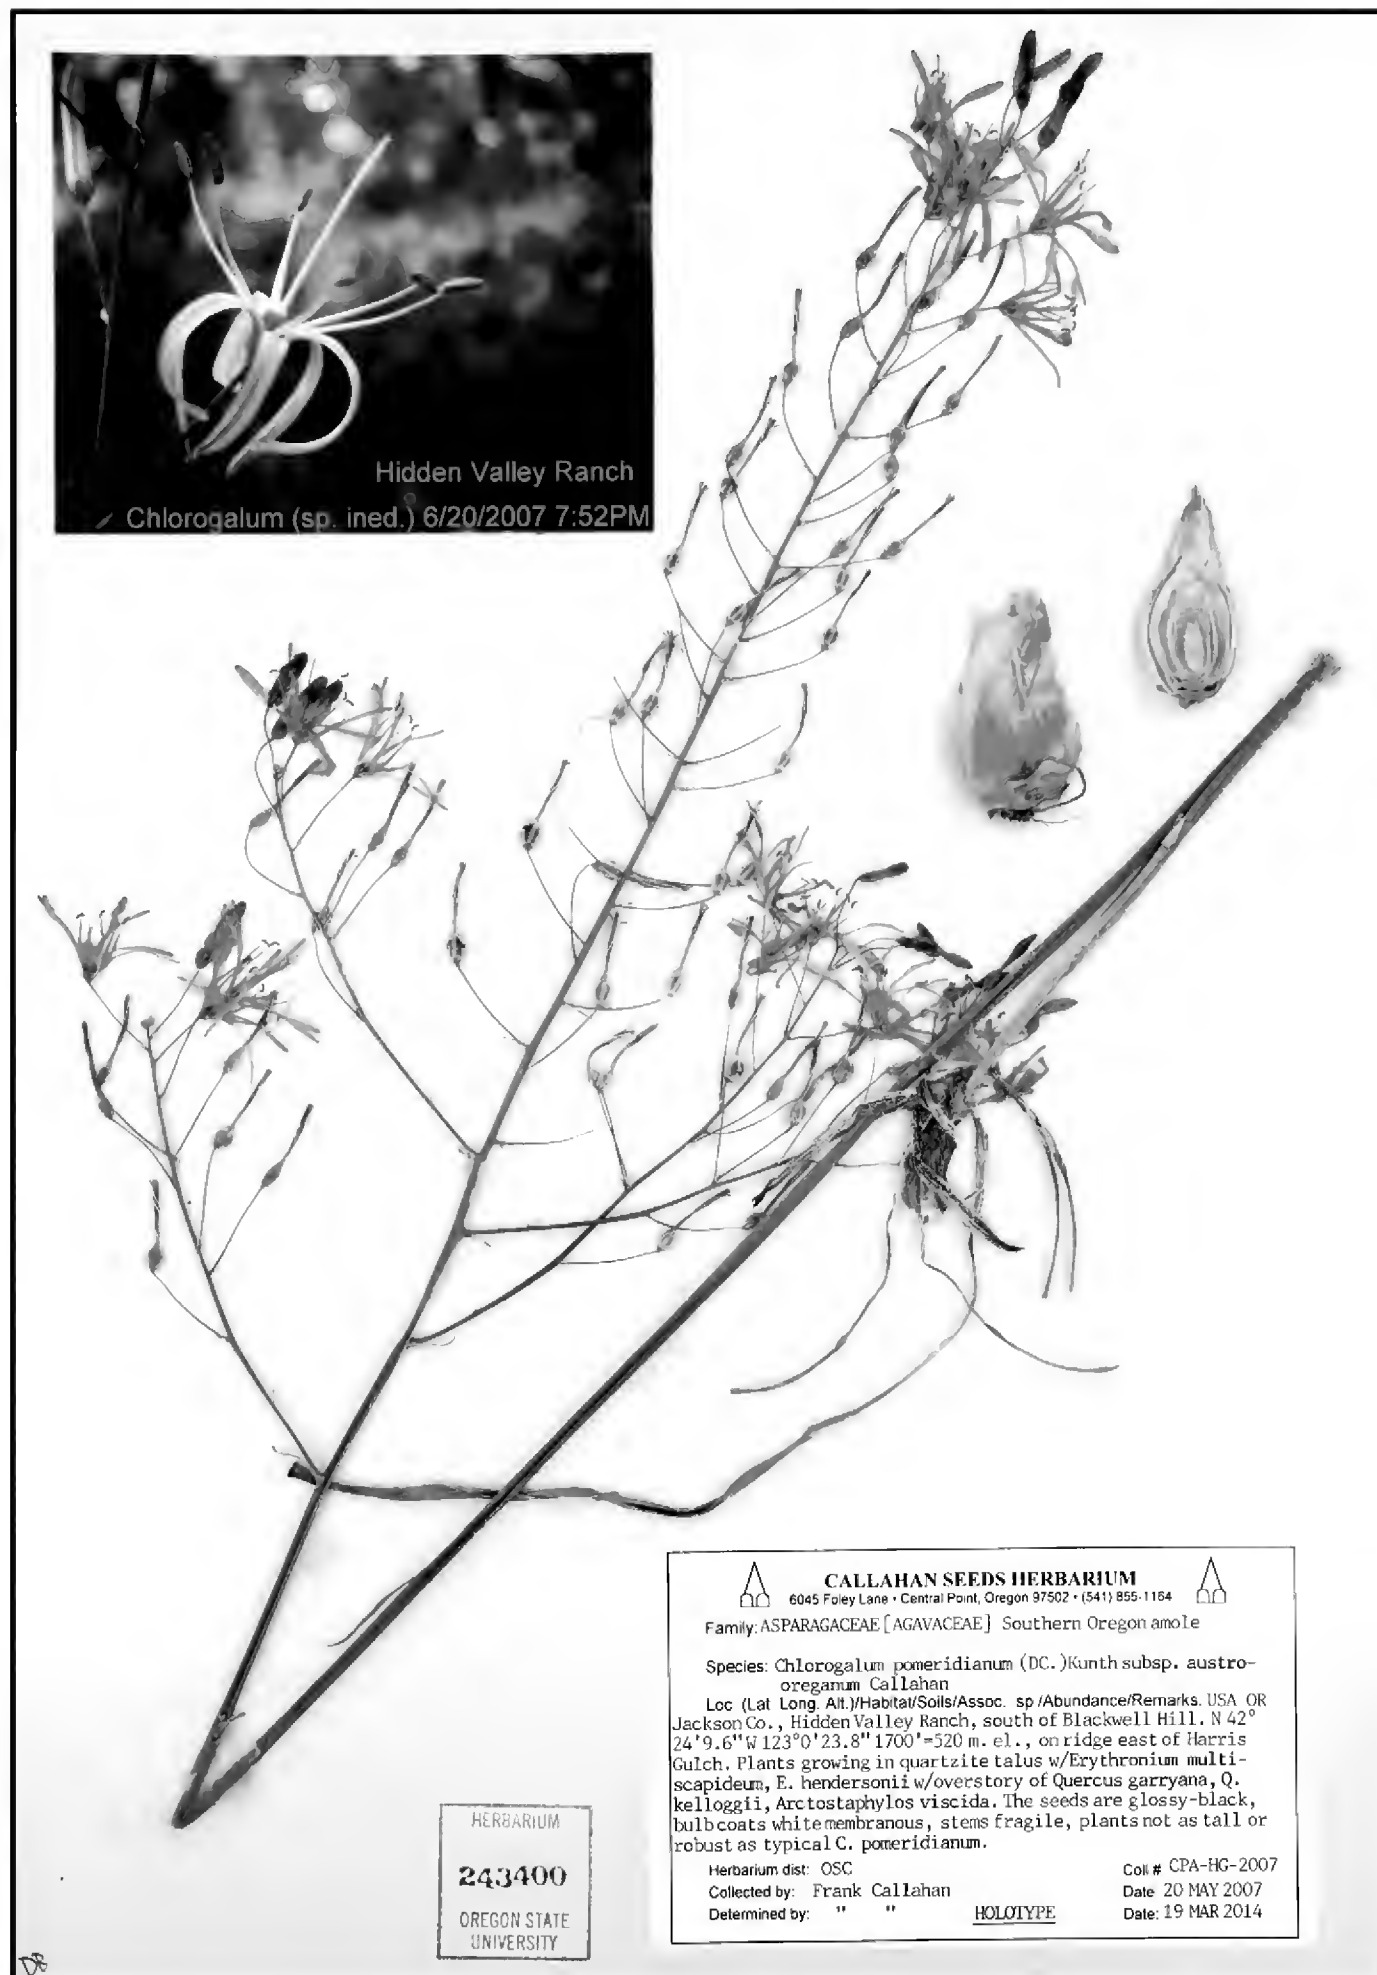 Hidden Valley Ranch
Chlorogalum (sp. ined.) 6/20/2007 7:52PM
CALLAHAN SEEDS HERBARIUM
6045 Foley Lane • Central Point, Oregon 97502 • (541) 855-1164
Family: ASPARAGACEAE [AGAVACEAE] Southern Oregon amole
Species: Chlorogalum pomeridianum (DC.) Kunth subsp. austro-
oreganum Callahan
Loc (Lat Long. Alt.)/Habitat/Soils/Assoc. sp/Abundance/Remarks. USA OR
Jackson Co., Hidden Valley Ranch, south of Blackwell Hill. N 42°
24'9.6" W 123°0'23.8" 1700'=520 m. el., on ridge east of Harris
Gulch. Plants growing in quartzite talus w/Erythronium multi-
scapideum, E. hendersonii w/overstory of Quercus garryana, Q.
kelloggii, Arctostaphylos viscida. The seeds are glossy-black,
bulbcoats white membranous, stems fragile, plants not as tall or
robust as typical C. pomeridianum.
Herbarium dist: OSC Coll # CPA-HG-2007
Collected by: Frank Callahan Date 20 MAY 2007
Determined by: " " HOLOTYPE Date: 19 MAR 2014
HERBARIUM
243400
OREGON STATE
UNIVERSITY
DB